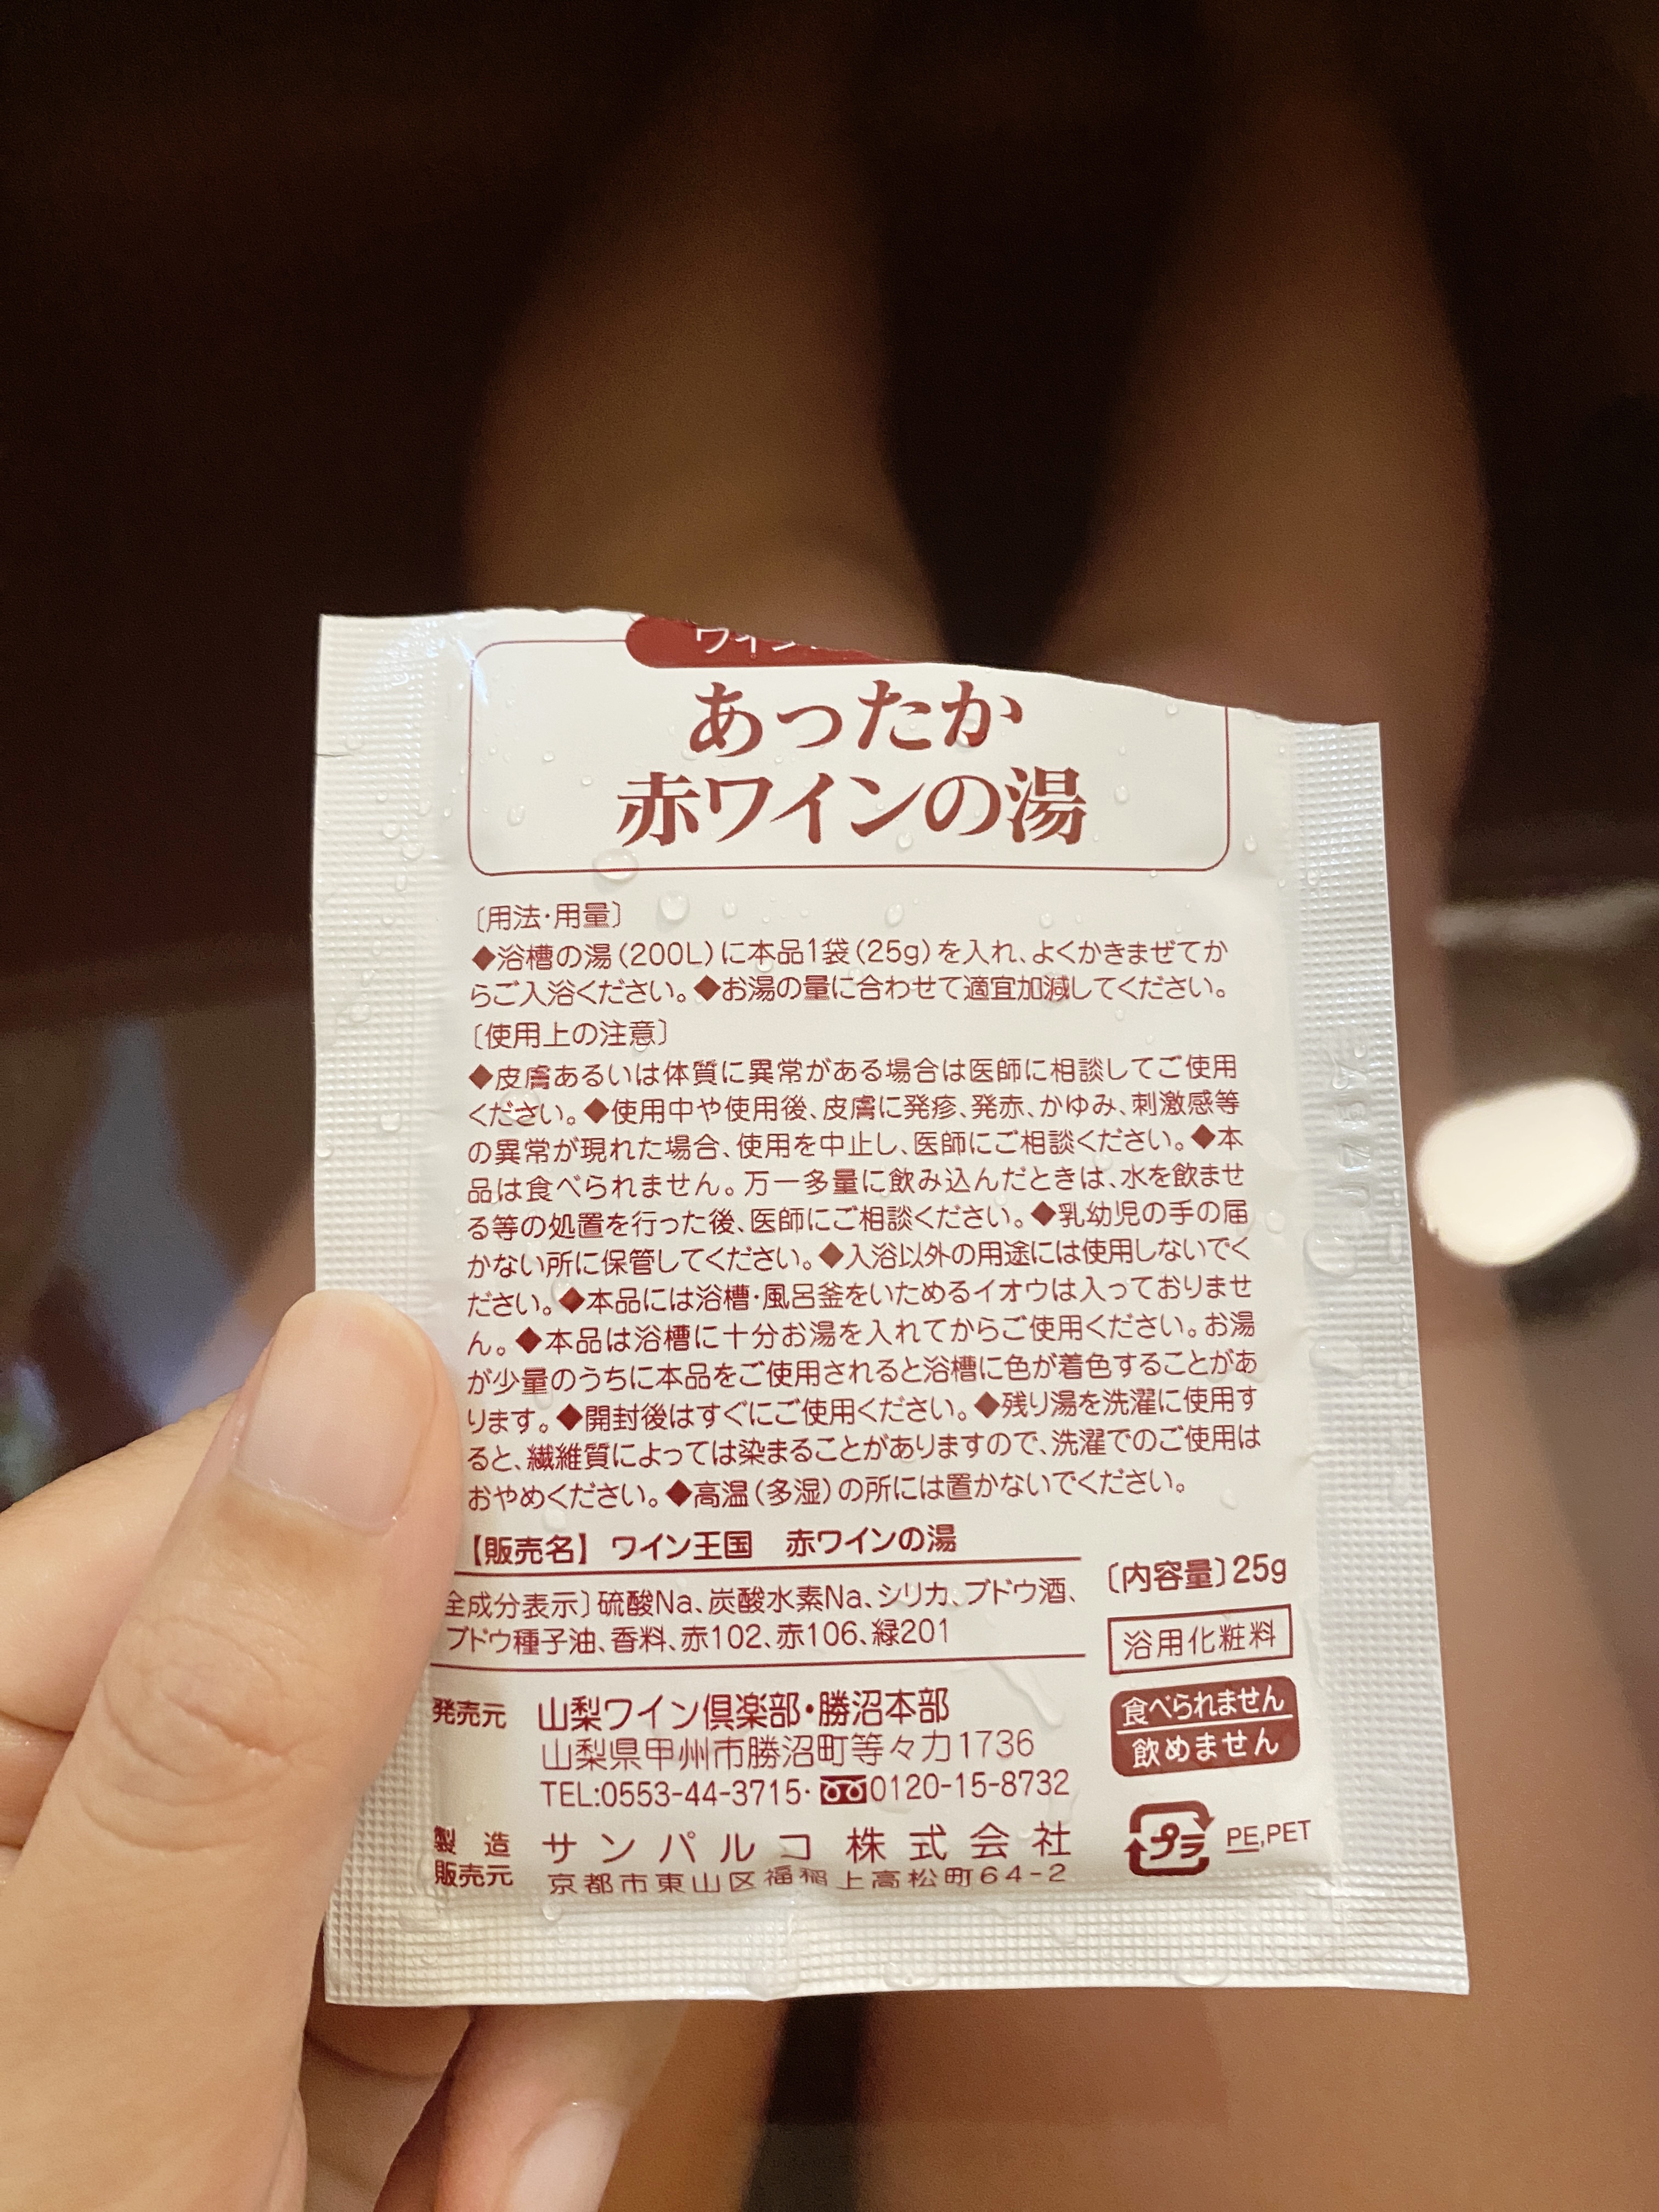 ワイン
あったか
赤ワインの湯
〔用法・用量〕
◆浴槽の湯(200L)に本品1袋(25g)を入れ、よくかきまぜてか
らご入浴ください。◆お湯の量に合わせて適宜加減してください。
〔使用上の注意〕
◆皮膚あるいは体質に異常がある場合は医師に相談してご使用
ください。◆使用中や使用後、皮膚に発疹、発赤、かゆみ、刺激感等
の異常が現れた場合、使用を中止し、医師にご相談ください。◆本
品は食べられません。万一多量に飲み込んだときは、水を飲ませ
る等の処置を行った後、医師にご相談ください。◆乳幼児の手の届
かない所に保管してください。◆入浴以外の用途には使用しないでく
ださい。◆本品には浴槽・風呂釜をいためるイオウは入っておりませ
ん。◆本品は浴槽に十分お湯を入れてからご使用ください。お湯
が少量のうちに本品をご使用されると浴槽に色が着色することがあ
ります。◆開封後はすぐにご使用ください。◆残り湯を洗濯に使用す
ると、繊維質によっては染まることがありますので、洗濯でのご使用は
おやめください。◆高温(多湿)の所には置かないでください。
【販売名】 ワイン王国 赤ワインの湯
全成分表示〕硫酸Na、炭酸水素Na、シリカ、ブドウ酒、
ブドウ種子油、香料、赤102、赤106、緑201
〔内容量〕25g
浴用化粧料
食べられません
飲めません
発売元 山梨ワイン倶楽部・勝沼本部
山梨県甲州市勝沼町等々力1736
TEL:0553-44-3715・0120-15-8732
製造 サンパルコ株式会社
販売元 京都市東山区福稲上高松町64-2
プラ PE,PET